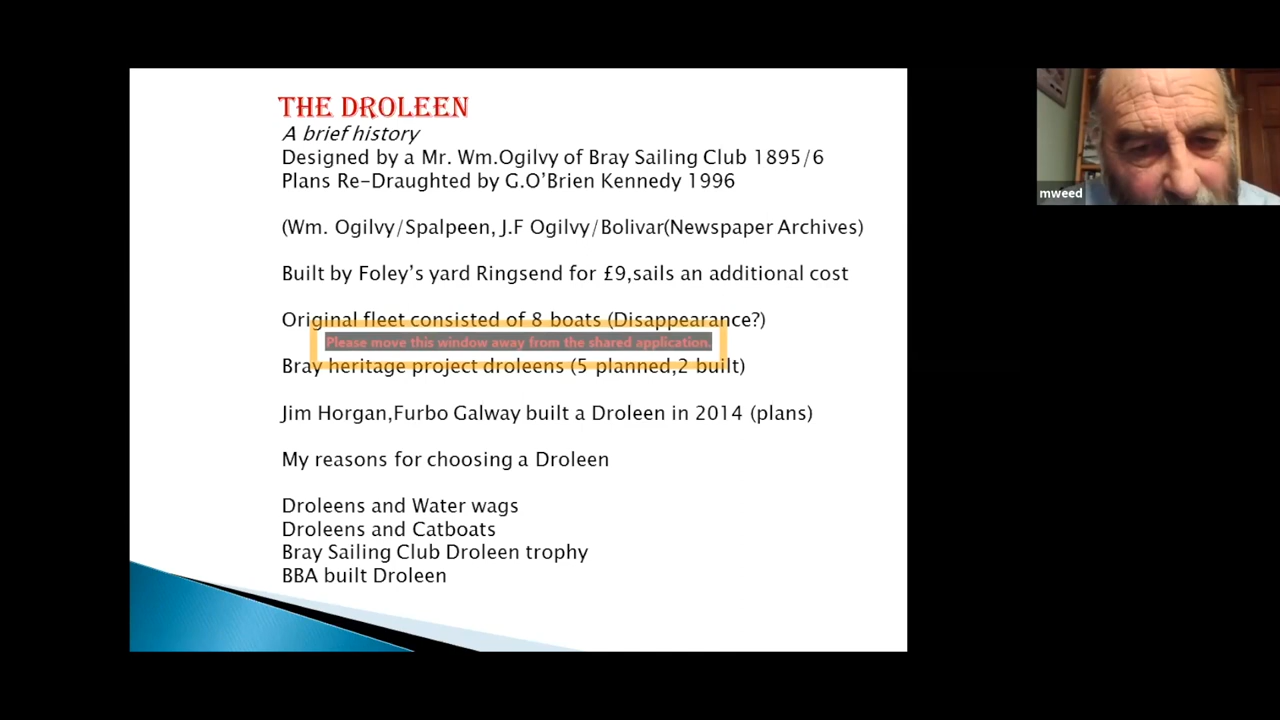 THE DROLEEN
A brief history
Designed by a Mr. Wm.Ogilvy of Bray Sailing Club 1895/6
Plans Re-Draughted by G.O'Brien Kennedy 1996
(Wm. Ogilvy/Spalpeen, J.F Ogilvy/Bolivar(Newspaper Archives)
Built by Foley's yard Ringsend for £9,sails an additional cost
Original fleet consisted of 8 boats (Disappearance?)
Please move this window away from the shared application.
Bray heritage project droleens (5 planned,2 built)
Jim Horgan,Furbo Galway built a Droleen in 2014 (plans)
My reasons for choosing a Droleen
Droleens and Water wags
Droleens and Catboats
Bray Sailing Club Droleen trophy
BBA built Droleen
mweed